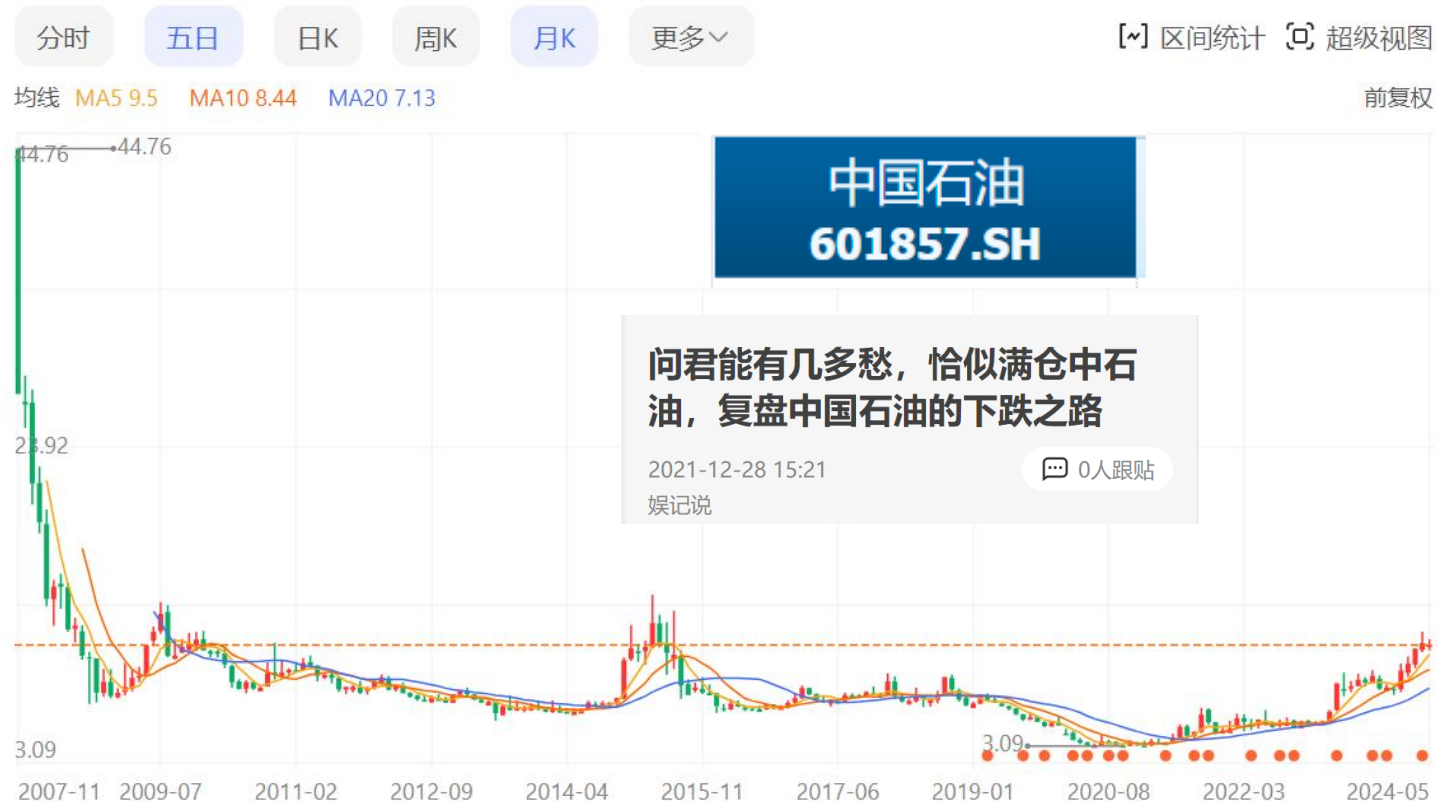 分时 五日 日K 周K 月K 更多 区间统计 超级视图
均线 MA5 9.5 MA10 8.44 MA20 7.13 前复权
44.76 44.76
中国石油
601857.SH
问君能有几多愁，恰似满仓中石
油，复盘中国石油的下跌之路
23.92
2021-12-28 15:21 0人跟贴
娱记说
3.09 3.09
2007-11 2009-07 2011-02 2012-09 2014-04 2015-11 2017-06 2019-01 2020-08 2022-03 2024-05